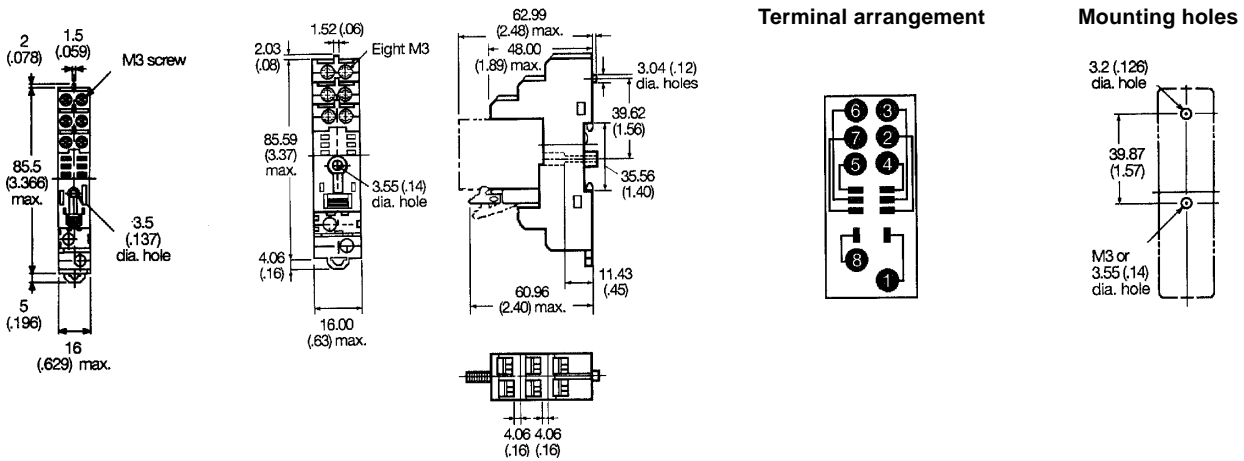 2
(.078)
1.5
(.059)
M3 screw
85.5
(3.366)
max.
3.5
(.137)
dia. hole
5
(.196)
16
(.629) max.
1.52 (.06)
2.03
(.08)
Eight M3
85.59
(3.37)
max.
3.55 (.14)
dia. hole
4.06
(.16)
16.00
(.63) max.
62.99
(2.48) max.
48.00
(1.89) max.
3.04 (.12)
dia. holes
39.62
(1.56)
35.56
(1.40)
11.43
(.45)
60.96
(2.40) max.
4.06 4.06
(.16) (.16)
Terminal arrangement
6 3
7 2
5 4
8
1
Mounting holes
3.2 (.126)
dia. hole
39.87
(1.57)
M3 or
3.55 (.14)
dia. hole